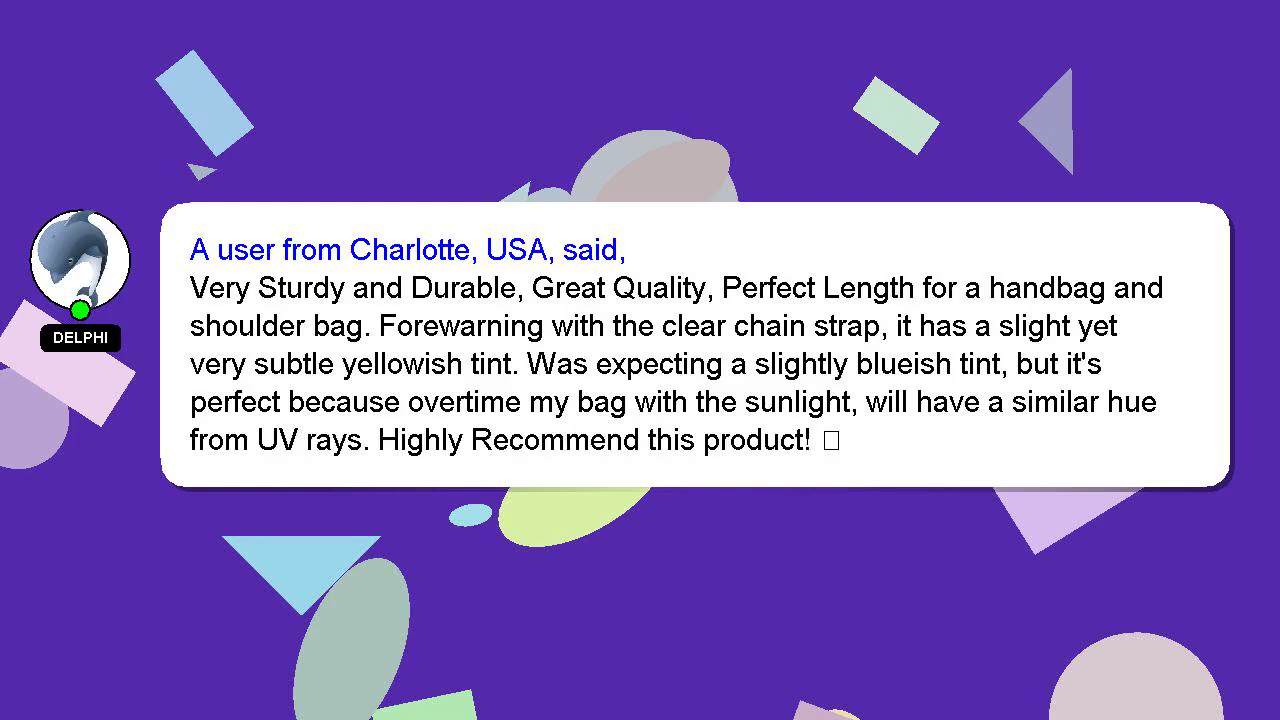 A user from Charlotte, USA, said,
Very Sturdy and Durable, Great Quality, Perfect Length for a handbag and
shoulder bag. Forewarning with the clear chain strap, it has a slight yet
very subtle yellowish tint. Was expecting a slightly blueish tint, but it's
perfect because overtime my bag with the sunlight, will have a similar hue
from UV rays. Highly Recommend this product! 
DELPHI